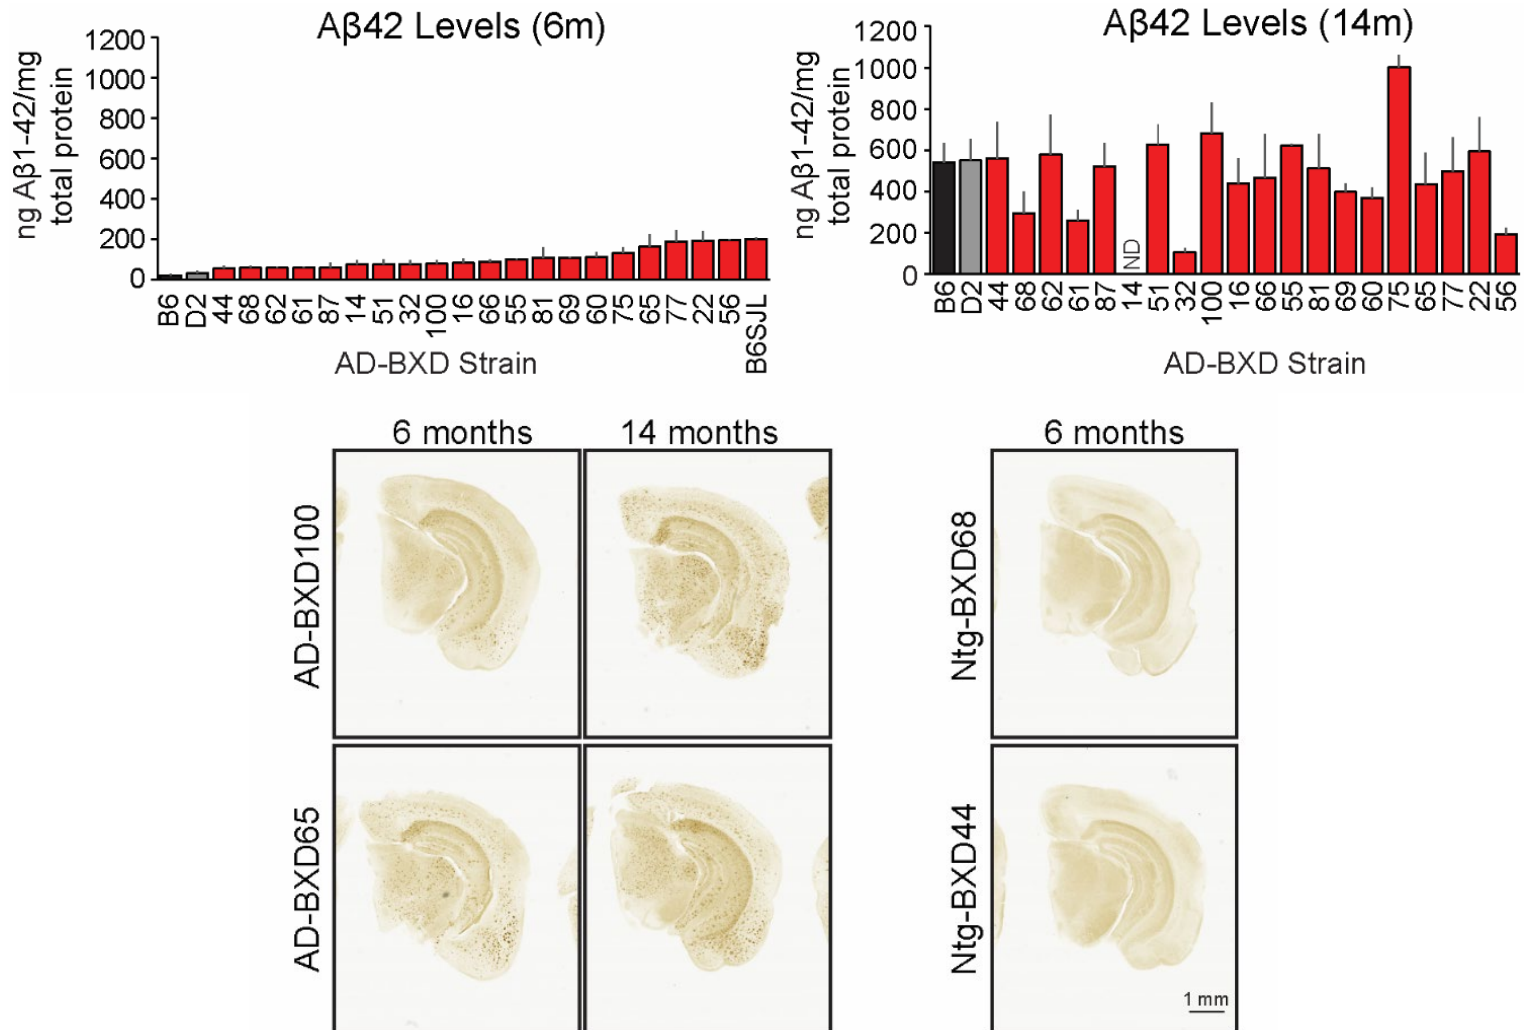 Aβ42 Levels (6m)
ng Aβ1-42/mg
total protein
1200
1000
800
600
400
200
0
B6 D2 44 68 62 61 87 14 51 32 100 16 66 55 81 69 60 75 65 77 22 56 B6SJL
AD-BXD Strain
Aβ42 Levels (14m)
ng Aβ1-42/mg
total protein
1200
1000
800
600
400
200
0
ND
B6 D2 44 68 62 61 87 14 51 32 100 16 66 55 81 69 60 75 65 77 22 56
AD-BXD Strain
6 months 14 months 6 months
AD-BXD100
Ntg-BXD68
AD-BXD65
Ntg-BXD44
1 mm